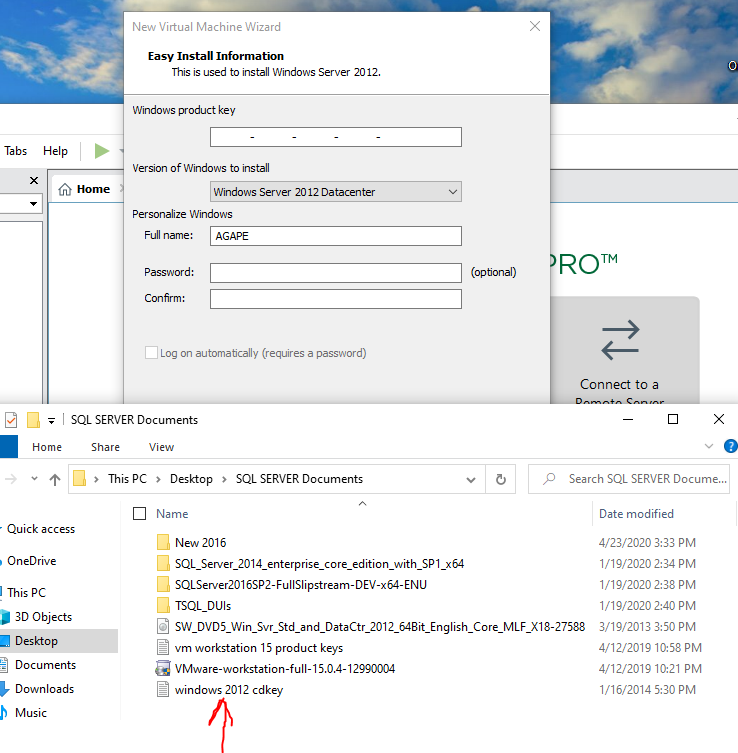 New Virtual Machine Wizard
Easy Install Information
This is used to install Windows Server 2012.
Windows product key
- - - -
Version of Windows to install
Windows Server 2012 Datacenter
Personalize Windows
Full name: AGAPE
Password: (optional)
Confirm:
Log on automatically (requires a password)
Tabs Help
Home
PRO™
Connect to a
Remote Server
SQL SERVER Documents
Home Share View
This PC Desktop SQL SERVER Documents
Search SQL SERVER Docume...
Quick access
OneDrive
This PC
3D Objects
Desktop
Documents
Downloads
Music
Name Date modified
New 2016 4/23/2020 3:33 PM
SQL_Server_2014_enterprise_core_edition_with_SP1_x64 1/19/2020 2:34 PM
SQLServer2016SP2-FullSlipstream-DEV-x64-ENU 1/19/2020 2:38 PM
TSQL_DUIs 1/19/2020 2:40 PM
SW_DVD5_Win_Svr_Std_and_DataCtr_2012_64Bit_English_Core_MLF_X18-27588 3/19/2013 3:50 PM
vm workstation 15 product keys 4/12/2019 10:58 PM
VMware-workstation-full-15.0.4-12990004 4/12/2019 10:21 PM
windows 2012 cdkey 1/16/2014 5:30 PM